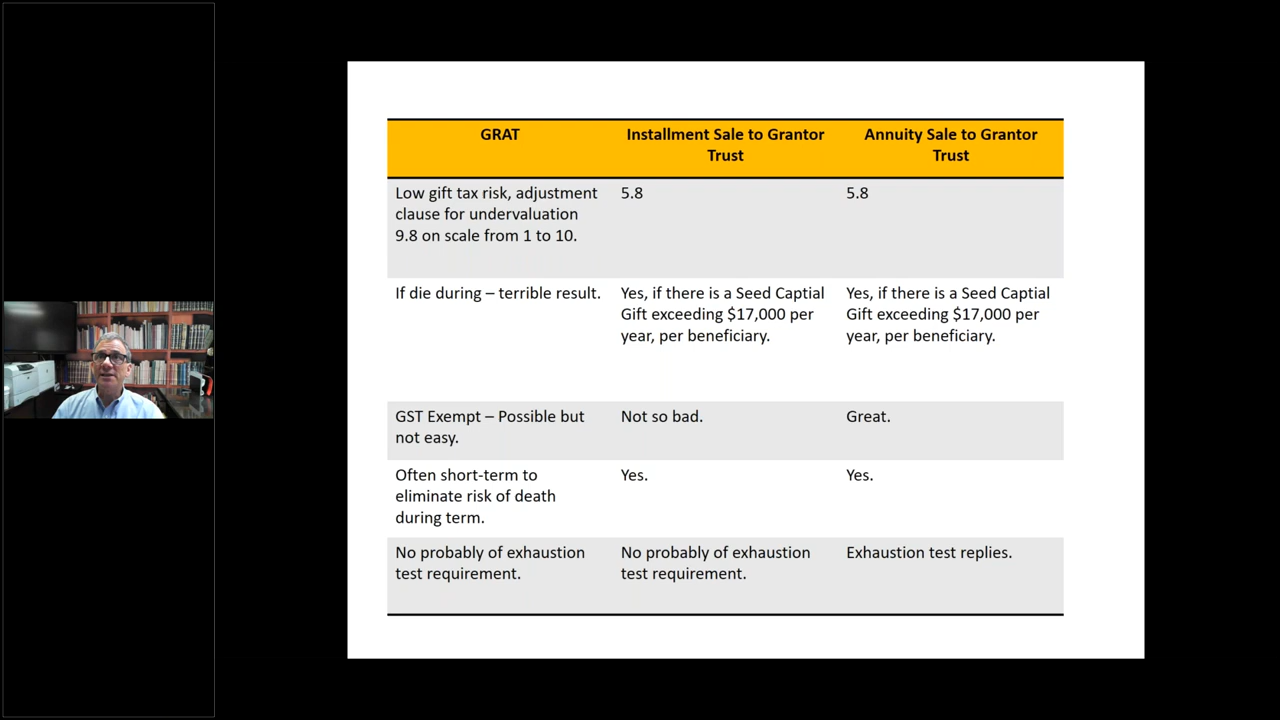 GRAT
Installment Sale to Grantor
Trust
Annuity Sale to Grantor
Trust
Low gift tax risk, adjustment
clause for undervaluation
9.8 on scale from 1 to 10.
5.8
5.8
If die during – terrible result.
Yes, if there is a Seed Captial
Gift exceeding $17,000 per
year, per beneficiary.
Yes, if there is a Seed Captial
Gift exceeding $17,000 per
year, per beneficiary.
GST Exempt – Possible but
not easy.
Not so bad.
Great.
Often short-term to
eliminate risk of death
during term.
Yes.
Yes.
No probably of exhaustion
test requirement.
No probably of exhaustion
test requirement.
Exhaustion test replies.